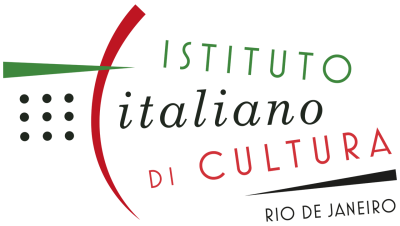 ISTITUTO
italiano
DI CULTURA
RIO DE JANEIRO